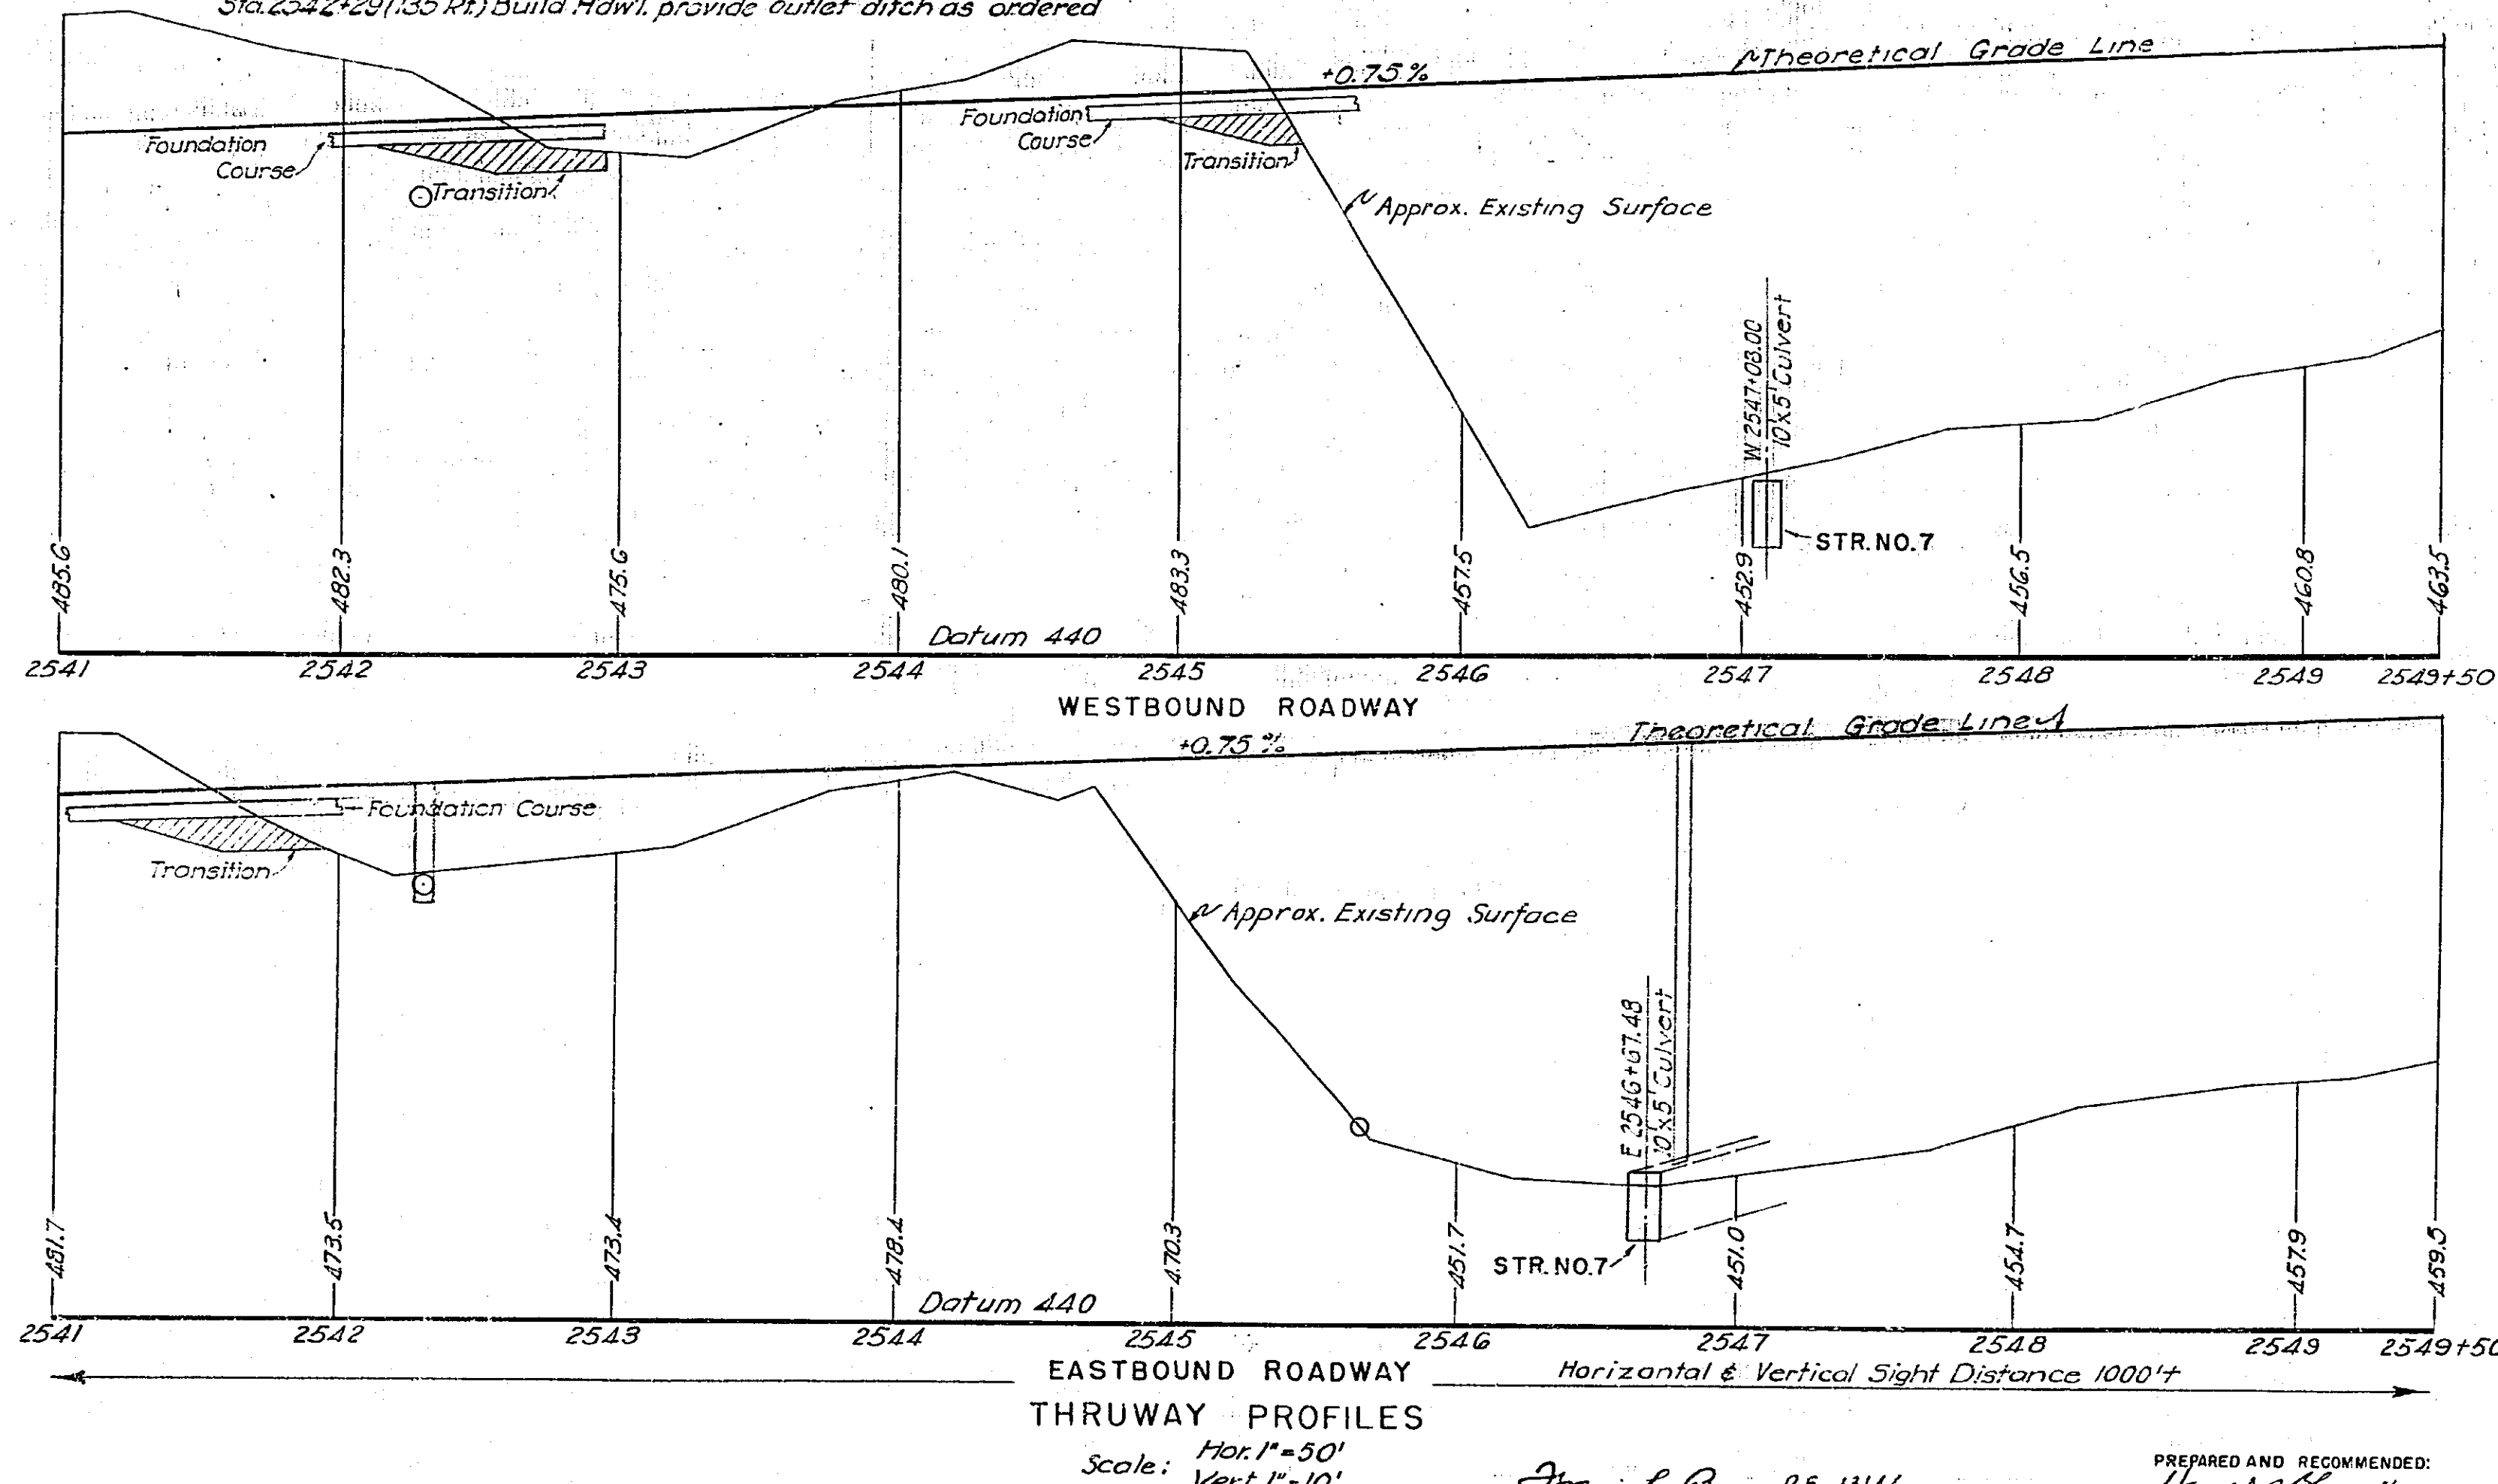 Sta. 2542+29 (135 Rt.) Build Hdw'l. provide outlet ditch as ordered
Theoretical Grade Line
+0.75 %
Foundation
Course
Transition
Foundation
Course
Transition
Approx. Existing Surface
W 2547+08.00
10'x5' Culvert
STR. NO. 7
485.6
482.3
475.6
480.1
483.3
457.5
452.9
456.5
460.8
463.5
Datum 440
2541
2542
2543
2544
2545
2546
2547
2548
2549
2549+50
WESTBOUND ROADWAY
Theoretical Grade Line
+0.75 %
Foundation Course
Transition
Approx. Existing Surface
E 2546+67.48
10'x5' Culvert
STR. NO. 7
481.7
473.5
473.4
478.4
470.3
451.7
451.0
454.7
457.9
459.5
Datum 440
2541
2542
2543
2544
2545
2546
2547
2548
2549
2549+50
EASTBOUND ROADWAY
Horizontal & Vertical Sight Distance 1000'+
THRUWAY PROFILES
Scale: Hor. 1"=50'
Vert. 1"=10'
PREPARED AND RECOMMENDED: